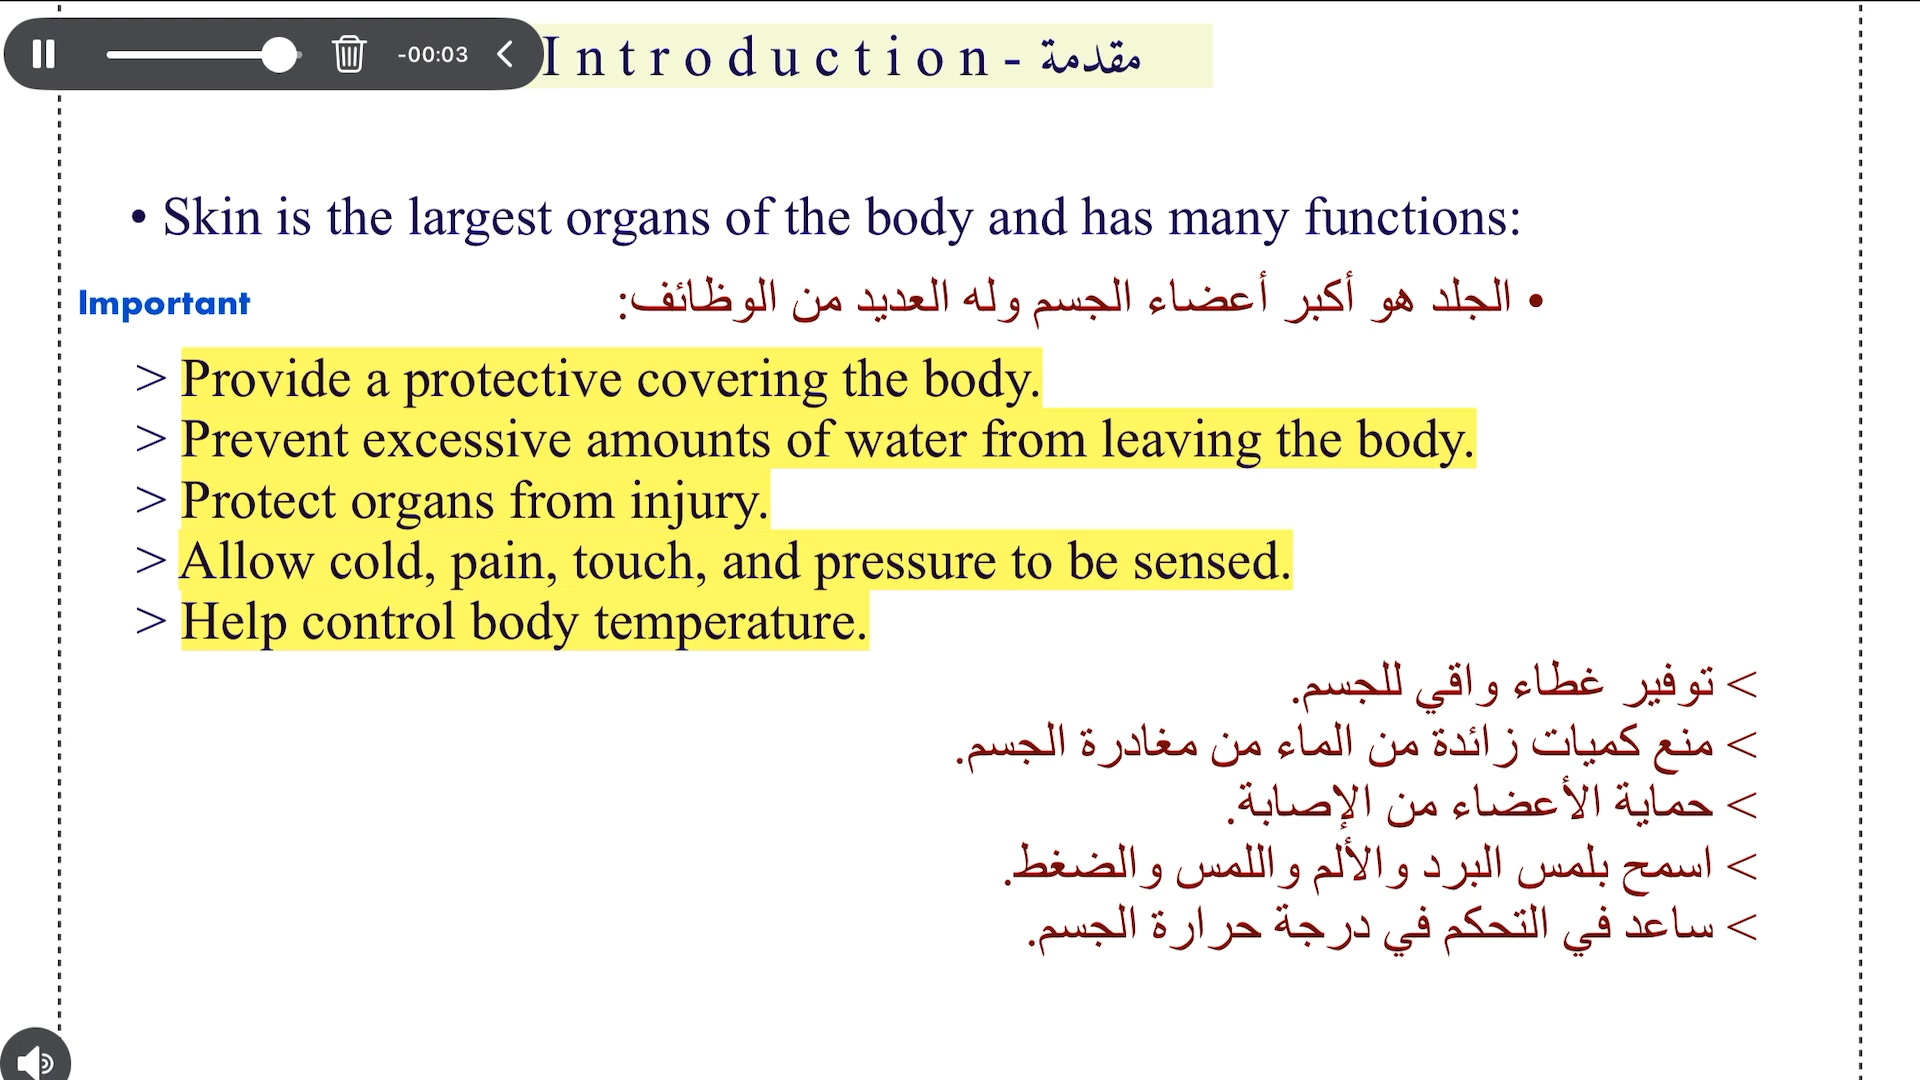 -00:03
Introduction - مقدمة
• Skin is the largest organs of the body and has many functions:
• الجلد هو أكبر أعضاء الجسم وله العديد من الوظائف:
Important
> Provide a protective covering the body.
> Prevent excessive amounts of water from leaving the body.
> Protect organs from injury.
> Allow cold, pain, touch, and pressure to be sensed.
> Help control body temperature.
> توفير غطاء واقي للجسم.
> منع كميات زائدة من الماء من مغادرة الجسم.
> حماية الأعضاء من الإصابة.
> اسمح بلمس البرد والألم واللمس والضغط.
> ساعد في التحكم في درجة حرارة الجسم.